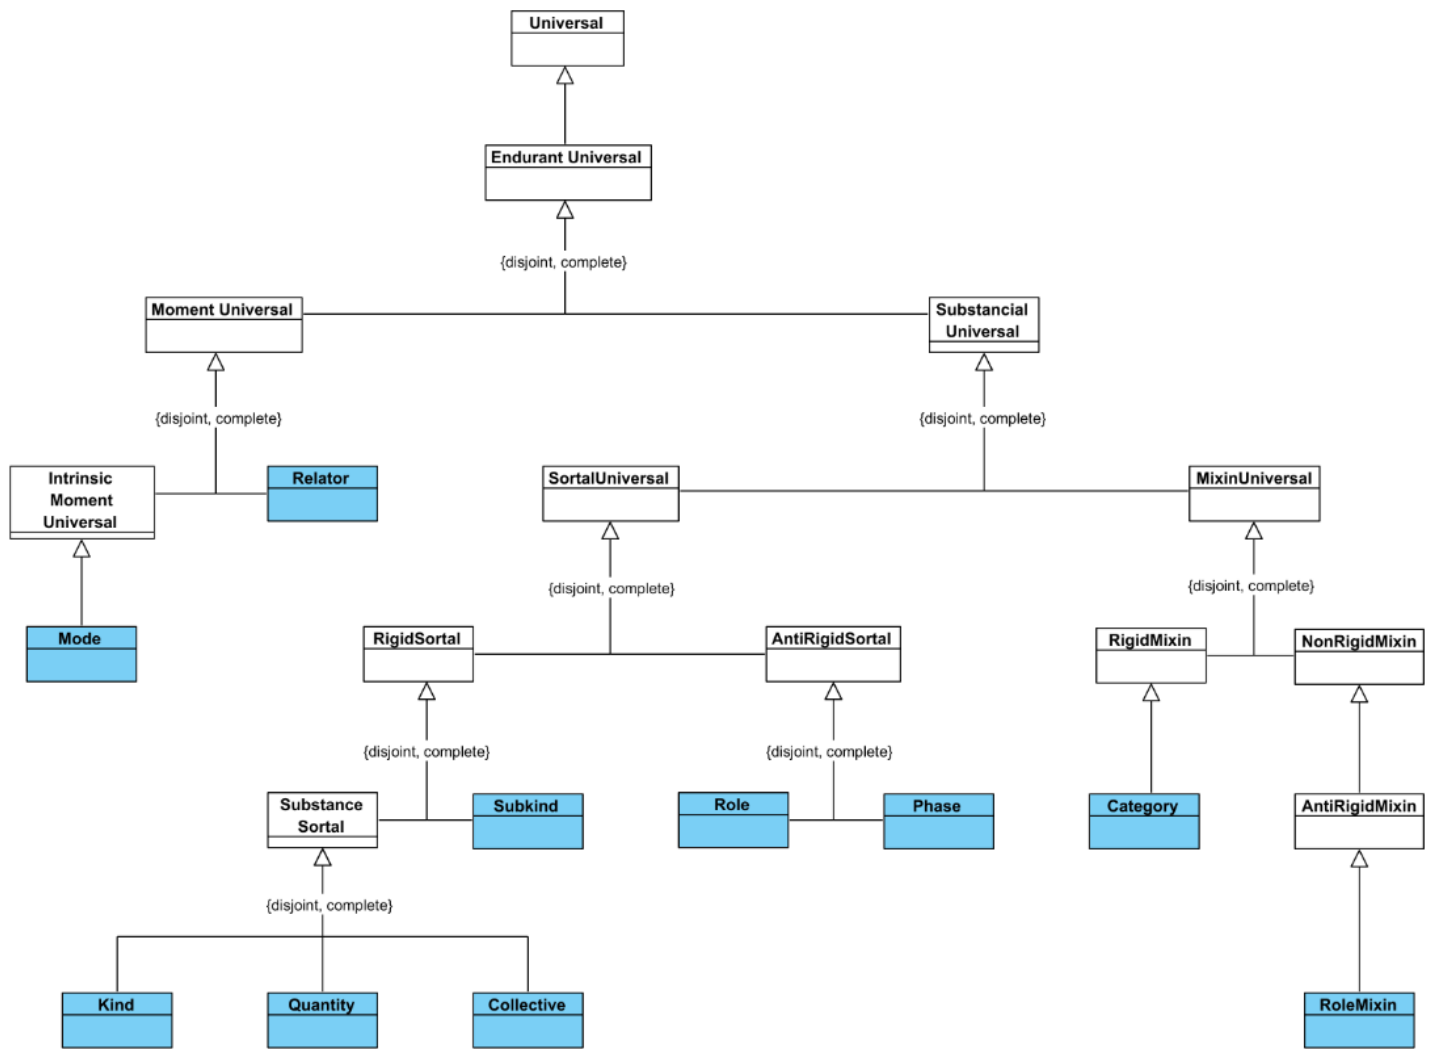 Universal
Endurant Universal
{disjoint, complete}
Moment Universal
Substancial
Universal
{disjoint, complete}
{disjoint, complete}
Intrinsic
Moment
Universal
Relator
SortalUniversal
MixinUniversal
{disjoint, complete}
{disjoint, complete}
Mode
RigidSortal
AntiRigidSortal
RigidMixin
NonRigidMixin
{disjoint, complete}
{disjoint, complete}
Substance
Sortal
Subkind
Role
Phase
Category
AntiRigidMixin
{disjoint, complete}
Kind
Quantity
Collective
RoleMixin